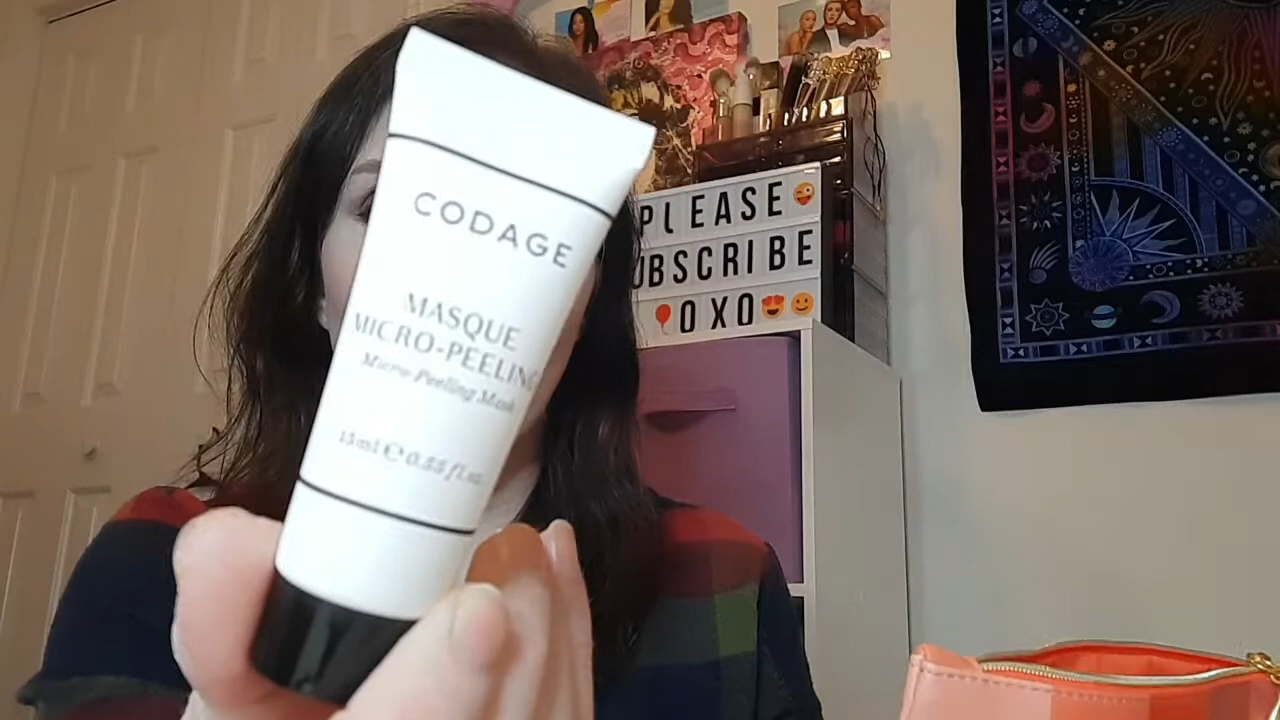 CODAGE
MASQUE
MICRO-PEELING
Micro-Peeling Mask
15ml ℮ 0.55 fl.oz
PLEASE😜
UBSCRIBE
🎈OXO😍🙂